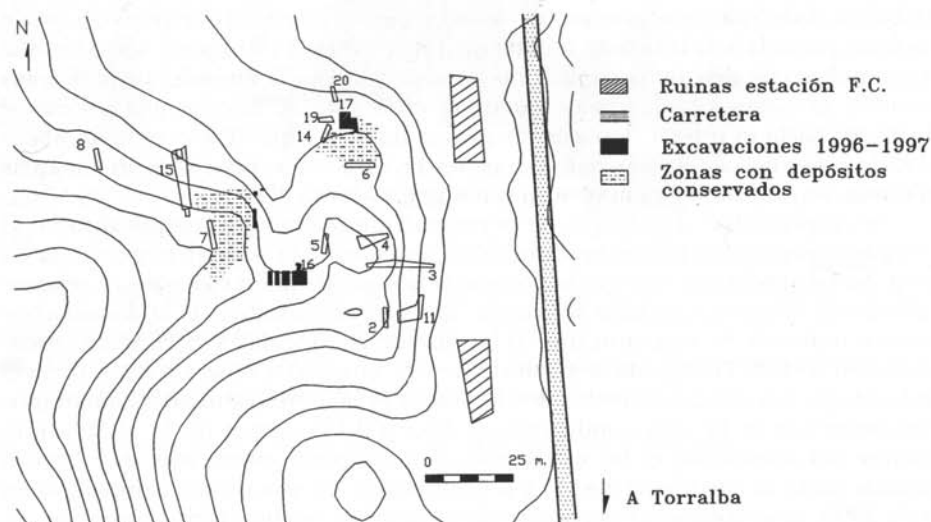 N
Ruinas estación F.C.
Carretera
Excavaciones 1996-1997
Zonas con depósitos
conservados
20
17
19
14
8
15
6
7
5
4
16
3
2
11
0 25 m.
A Torralba